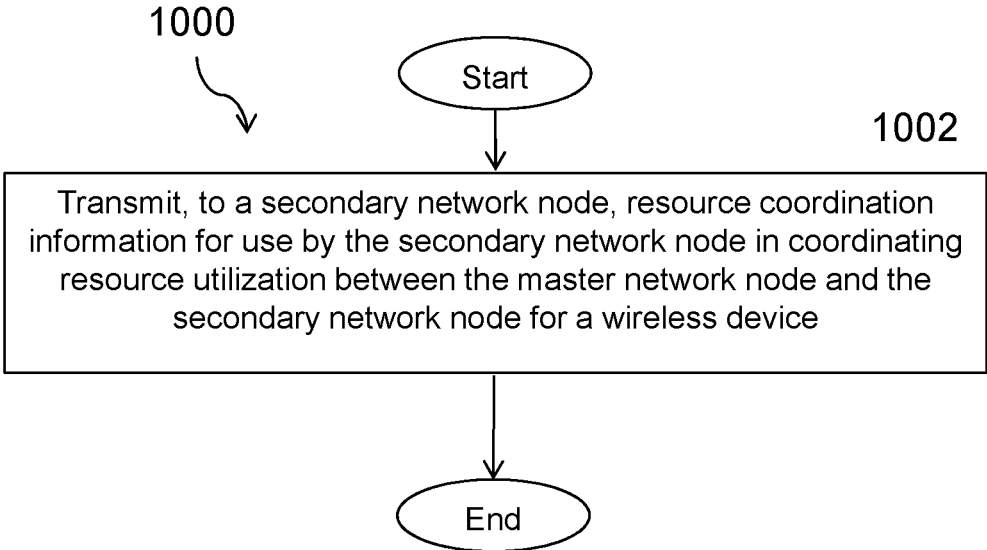 1000
Start
1002
Transmit, to a secondary network node, resource coordination
information for use by the secondary network node in coordinating
resource utilization between the master network node and the
secondary network node for a wireless device
End